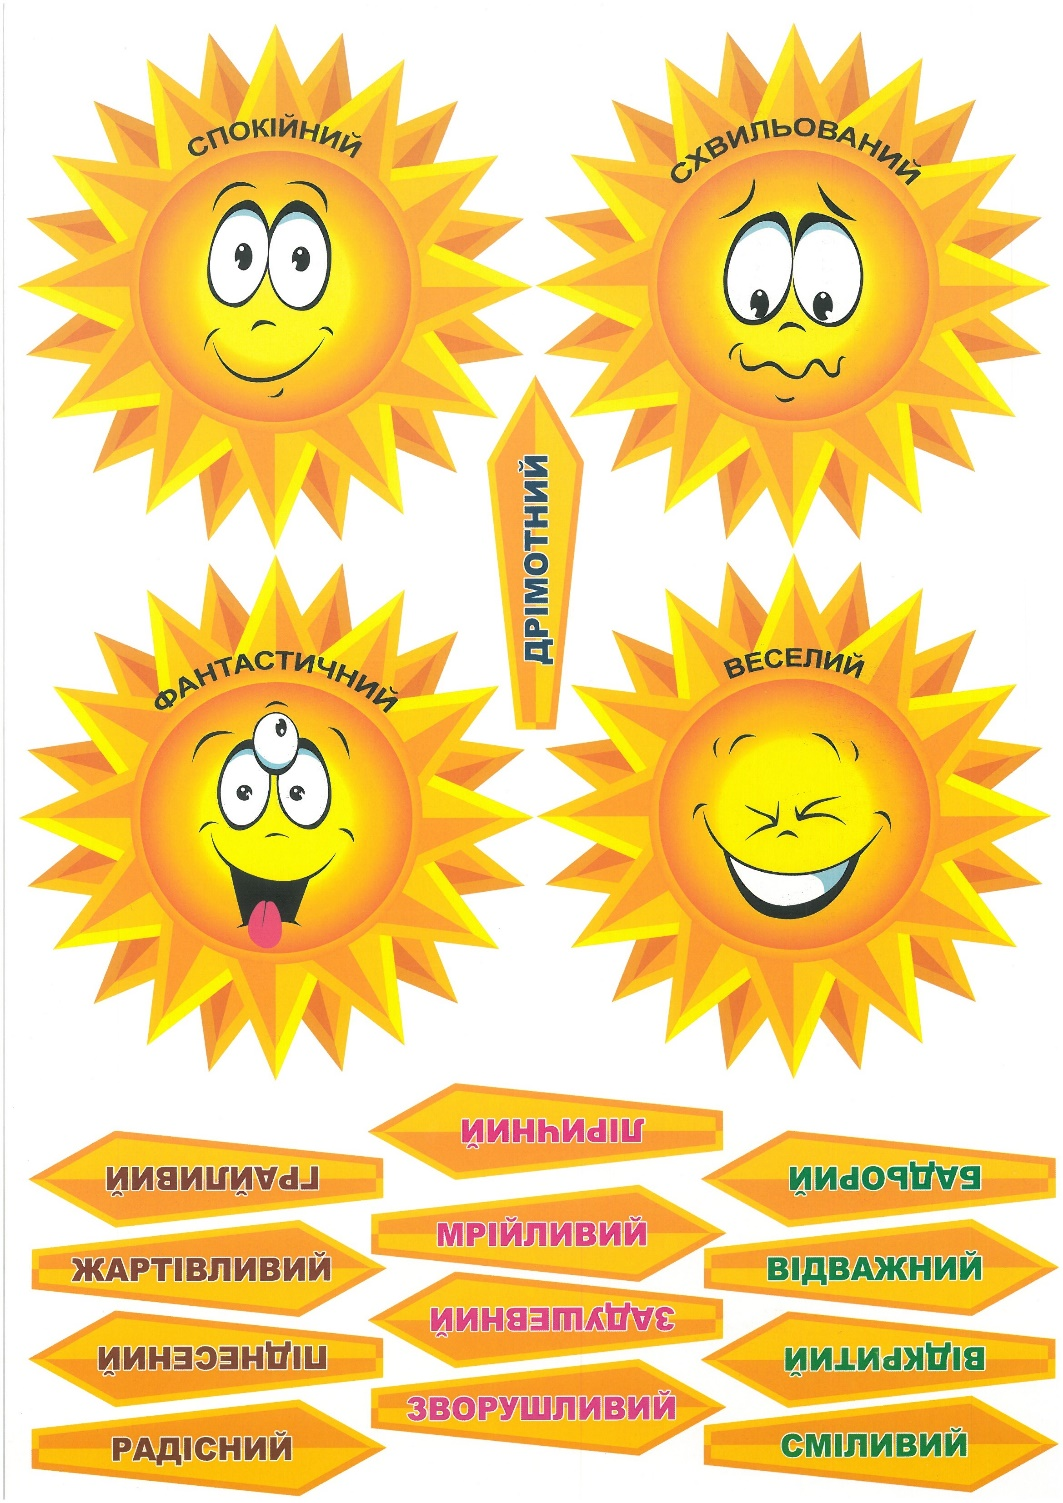 СПОКІЙНИЙ
СХВИЛЬОВАНИЙ
ДРІМОТНИЙ
ФАНТАСТИЧНИЙ
ВЕСЕЛИЙ
ЛІРИЧНИЙ
ГРАЙЛИВИЙ
БАДЬОРИЙ
МРІЙЛИВИЙ
ЖАРТІВЛИВИЙ
ВІДВАЖНИЙ
ЗАДУШЕВНИЙ
ПІДНЕСЕНИЙ
ВІДКРИТИЙ
ЗВОРУШЛИВИЙ
РАДІСНИЙ
СМІЛИВИЙ